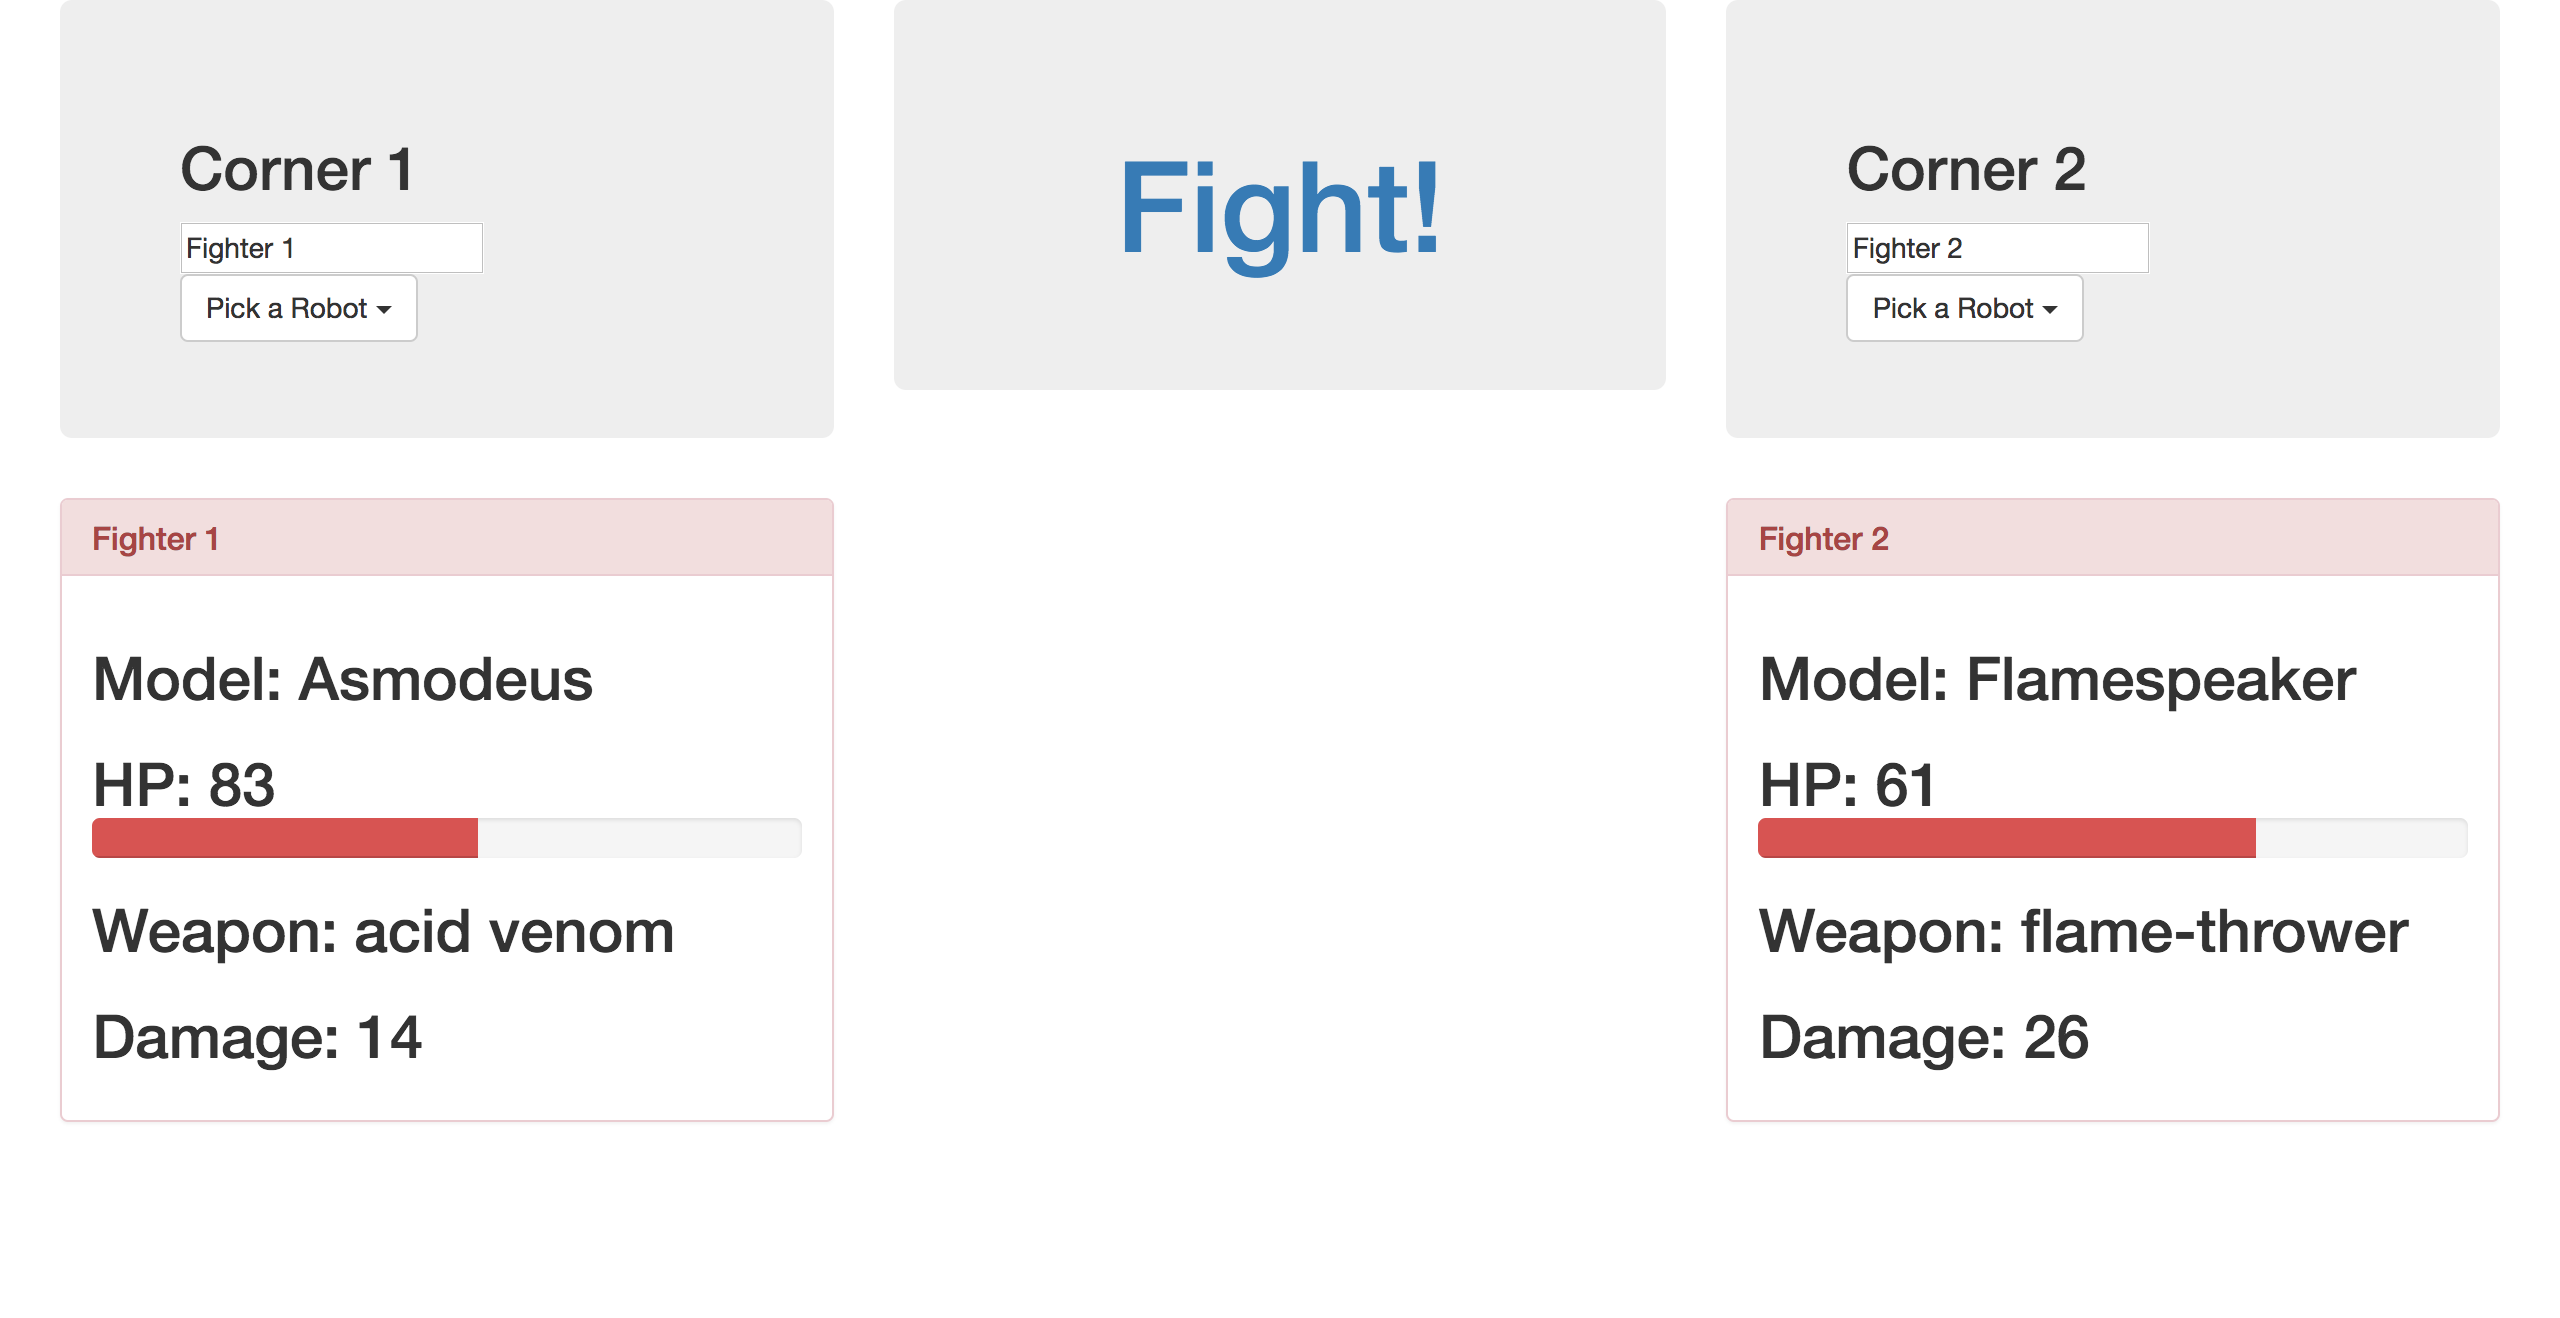 Corner 1
Fighter 1
Pick a Robot
Fight!
Corner 2
Fighter 2
Pick a Robot
Fighter 1
Model: Asmodeus
HP: 83
Weapon: acid venom
Damage: 14
Fighter 2
Model: Flamespeaker
HP: 61
Weapon: flame-thrower
Damage: 26